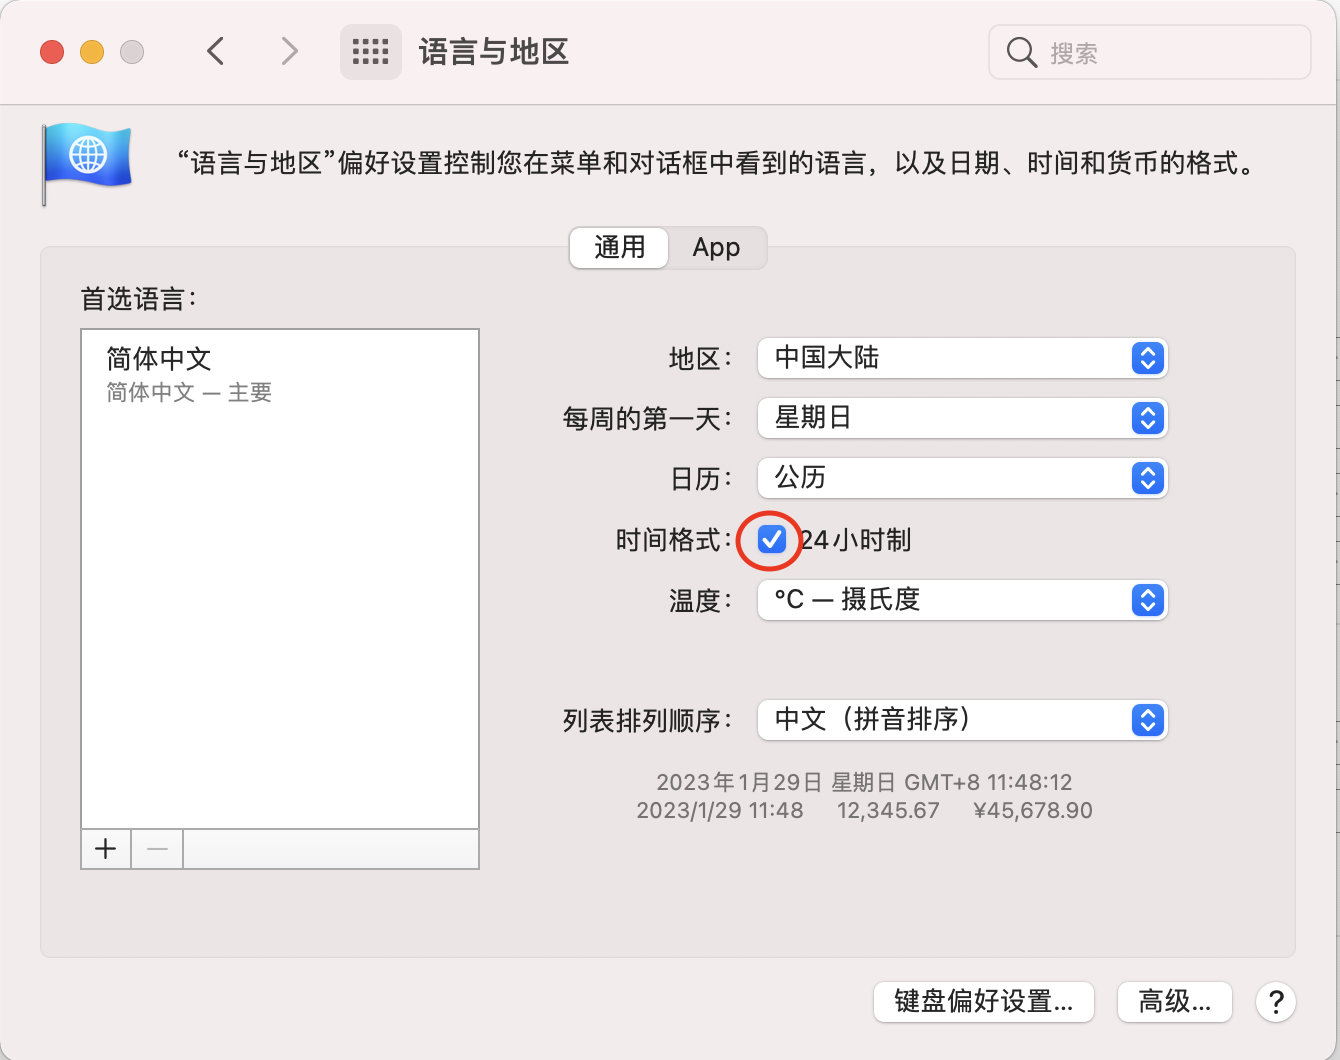 语言与地区
搜索
“语言与地区”偏好设置控制您在菜单和对话框中看到的语言，以及日期、时间和货币的格式。
通用 App
首选语言：
简体中文
简体中文 — 主要
地区： 中国大陆
每周的第一天： 星期日
日历： 公历
时间格式： 24小时制
温度： °C — 摄氏度
列表排列顺序： 中文（拼音排序）
2023年1月29日 星期日 GMT+8 11:48:12
2023/1/29 11:48 12,345.67 ¥45,678.90
键盘偏好设置... 高级... ?